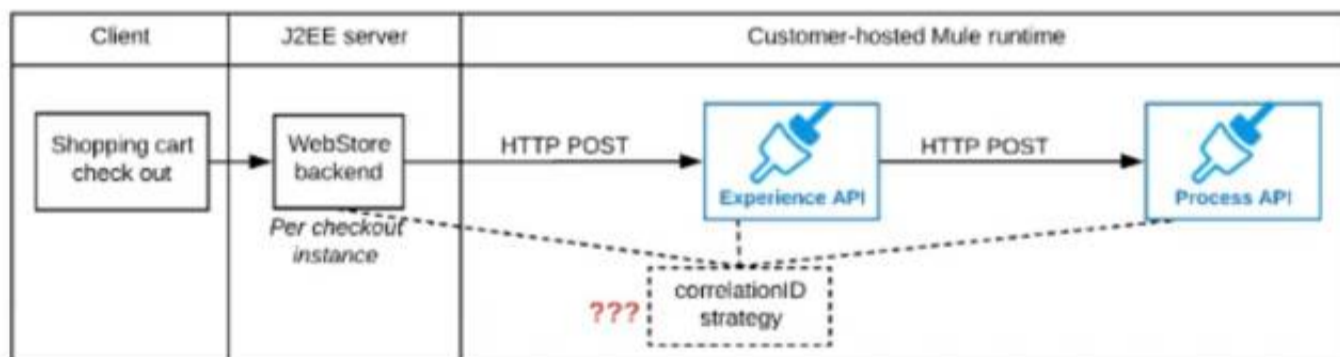 Client
J2EE server
Customer-hosted Mule runtime
Shopping cart
check out
WebStore
backend
HTTP POST
Experience API
HTTP POST
Process API
Per checkout
instance
???
correlationID
strategy